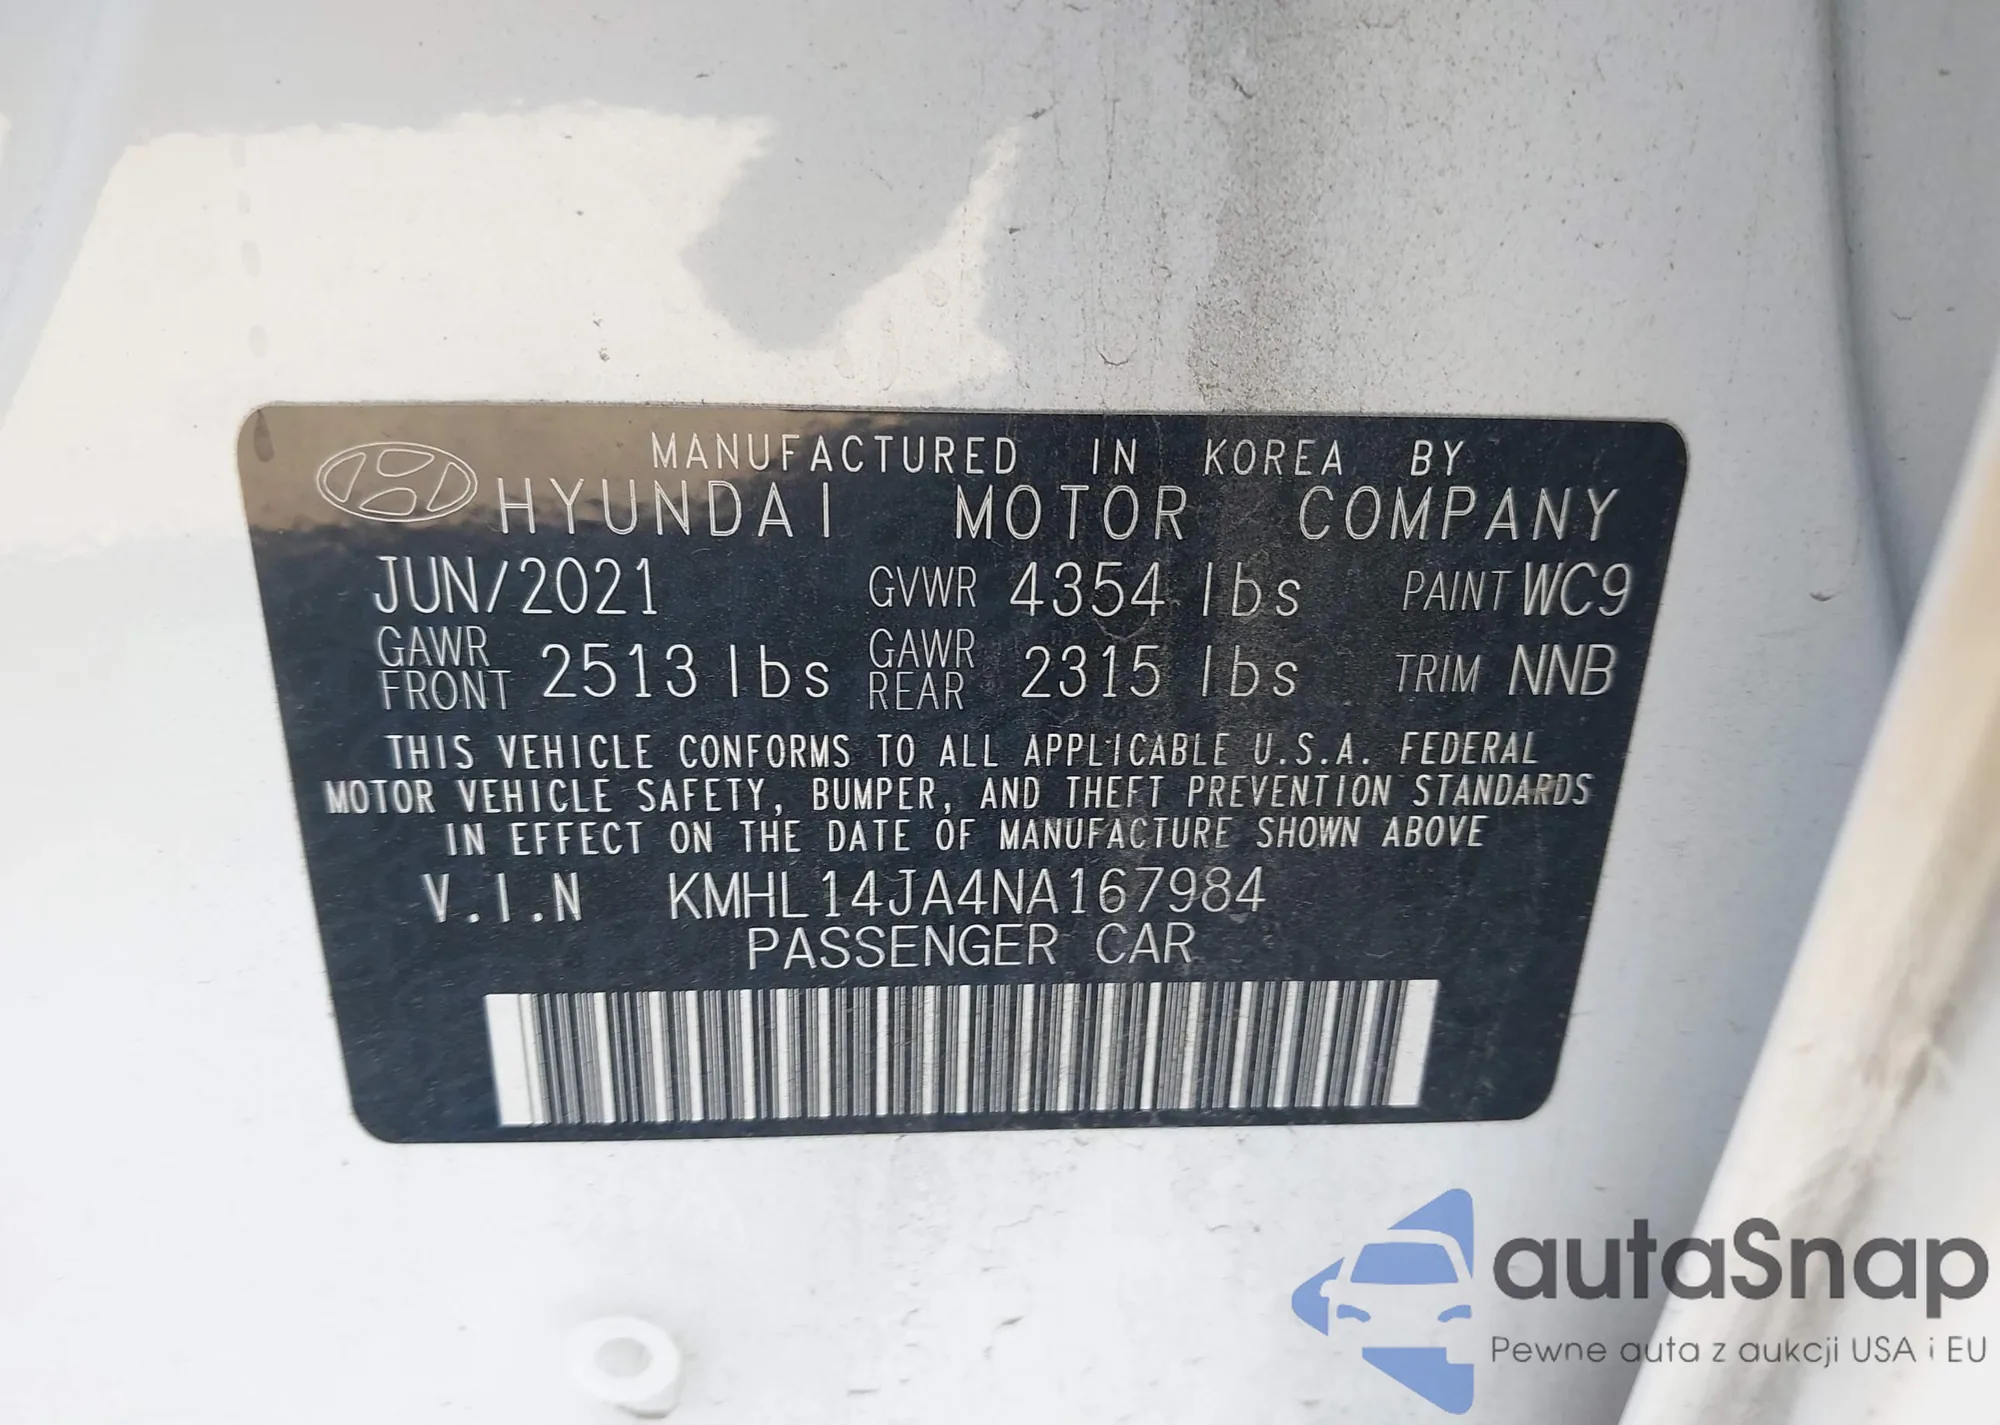 MANUFACTURED IN KOREA BY
HYUNDAI MOTOR COMPANY
JUN/2021 GVWR 4354 lbs PAINT WC9
GAWR FRONT 2513 lbs GAWR REAR 2315 lbs TRIM NNB
THIS VEHICLE CONFORMS TO ALL APPLICABLE U.S.A. FEDERAL
MOTOR VEHICLE SAFETY, BUMPER, AND THEFT PREVENTION STANDARDS
IN EFFECT ON THE DATE OF MANUFACTURE SHOWN ABOVE
V.I.N KMHL14JA4NA167984
PASSENGER CAR
autaSnap
Pewne auta z aukcji USA i EU